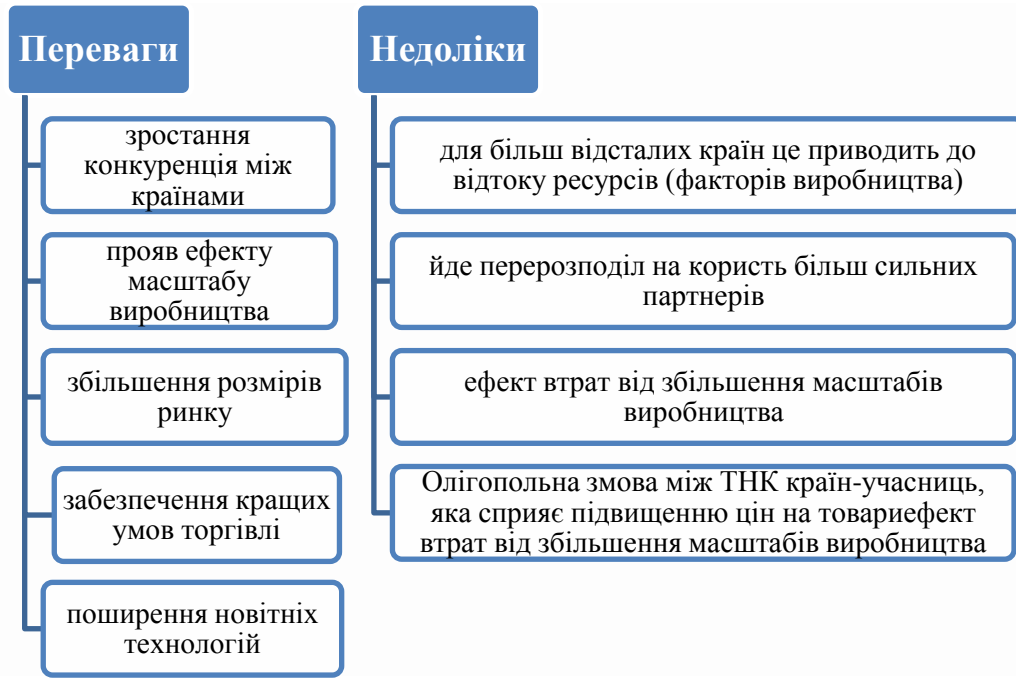 Переваги
зростання
конкуренція між
країнами
прояв ефекту
масштабу
виробництва
збільшення розмірів
ринку
забезпечення кращих
умов торгівлі
поширення новітніх
технологій
Недоліки
для більш відсталих країн це приводить до
відтоку ресурсів (факторів виробництва)
йде перерозподіл на користь більш сильних
партнерів
ефект втрат від збільшення масштабів
виробництва
Олігопольна змова між ТНК країн-учасниць,
яка сприяє підвищенню цін на товариефект
втрат від збільшення масштабів виробництва